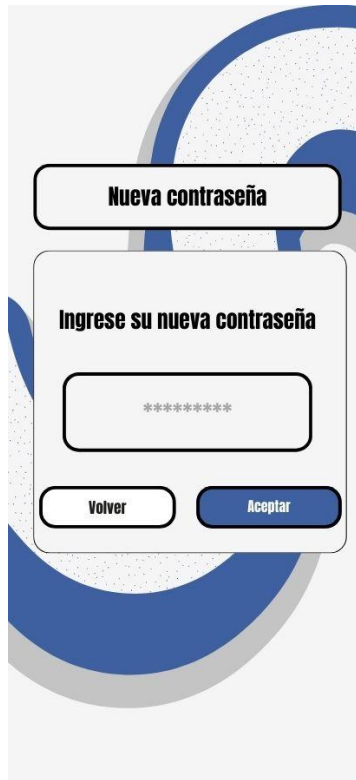 Nueva contraseña
Ingrese su nueva contraseña
*********
Volver
Aceptar